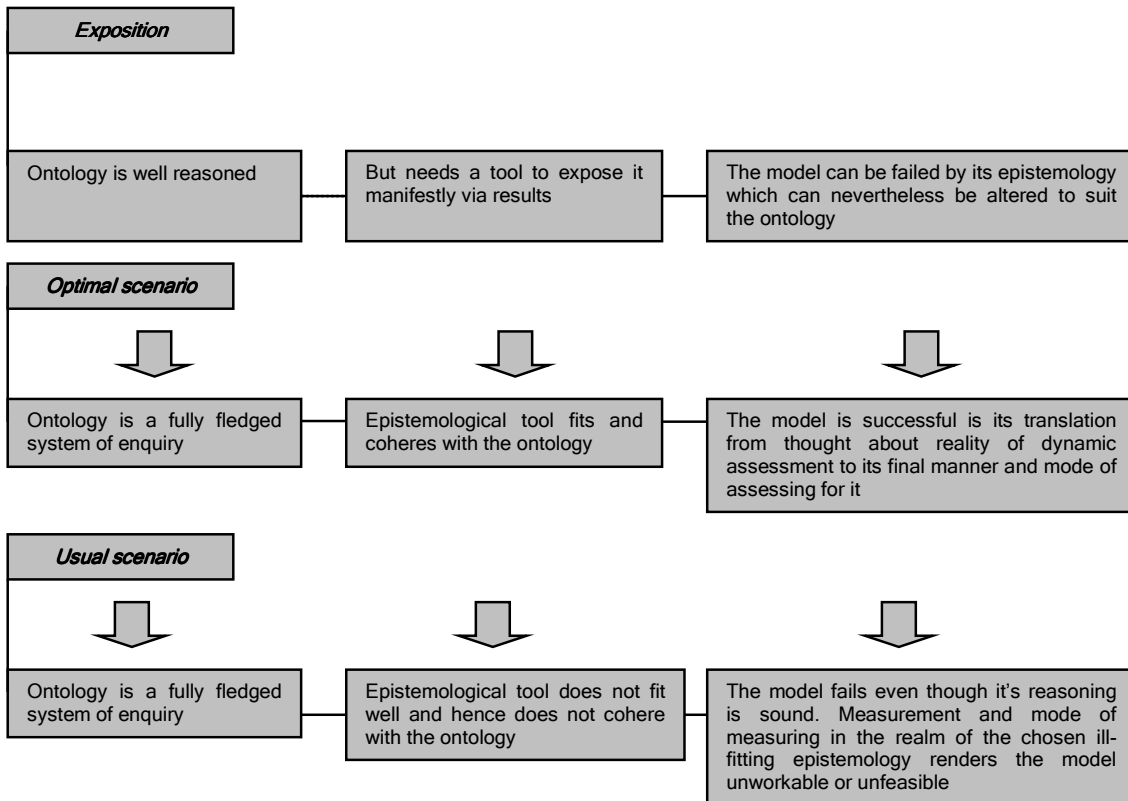 Exposition
Ontology is well reasoned
But needs a tool to expose it
manifestly via results
The model can be failed by its epistemology
which can nevertheless be altered to suit
the ontology
Optimal scenario
Ontology is a fully fledged
system of enquiry
Epistemological tool fits and
coheres with the ontology
The model is successful is its translation
from thought about reality of dynamic
assessment to its final manner and mode of
assessing for it
Usual scenario
Ontology is a fully fledged
system of enquiry
Epistemological tool does not fit
well and hence does not cohere
with the ontology
The model fails even though it's reasoning
is sound. Measurement and mode of
measuring in the realm of the chosen ill-
fitting epistemology renders the model
unworkable or unfeasible